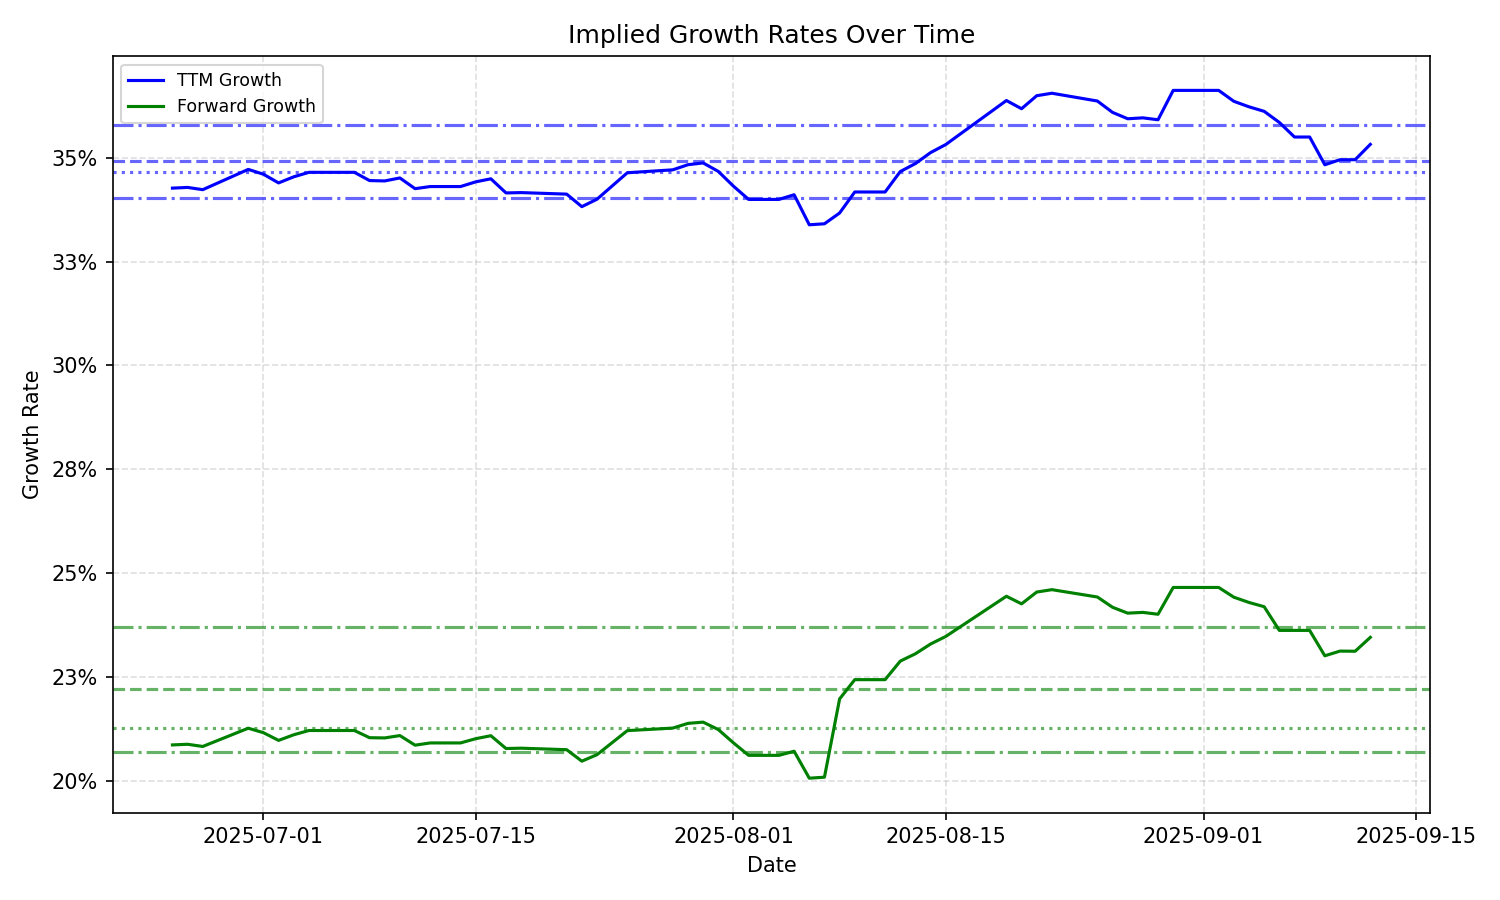 Implied Growth Rates Over Time
TTM Growth
Forward Growth
35%
33%
30%
28%
25%
23%
20%
Growth Rate
2025-07-01
2025-07-15
2025-08-01
2025-08-15
2025-09-01
2025-09-15
Date